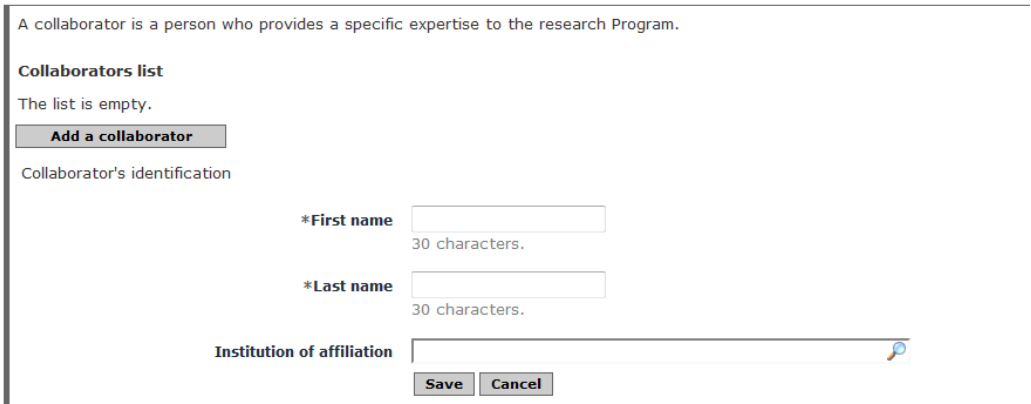 A collaborator is a person who provides a specific expertise to the research Program.
Collaborators list
The list is empty.
Add a collaborator
Collaborator's identification
*First name
30 characters.
*Last name
30 characters.
Institution of affiliation
Save Cancel